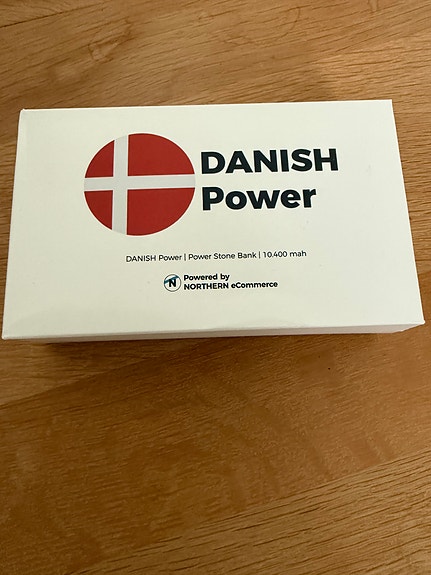 DANISH
Power
DANISH Power | Power Stone Bank | 10.400 mah
N
Powered by
NORTHERN eCommerce